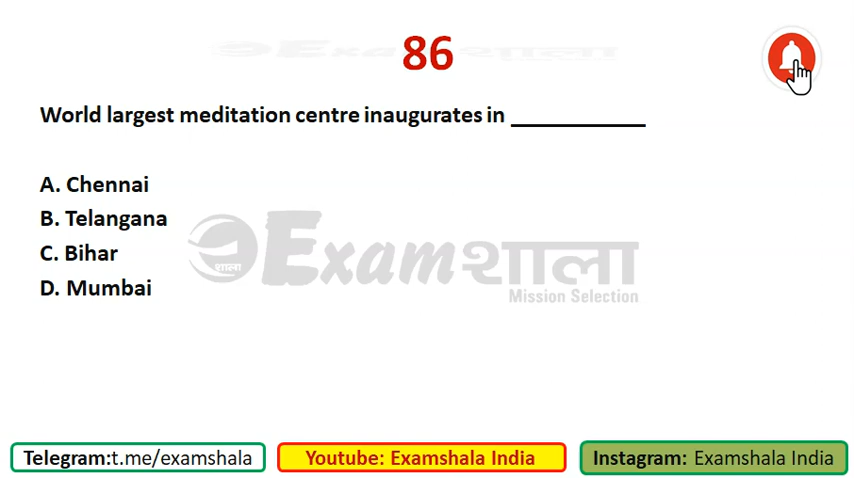 86
World largest meditation centre inaugurates in ____________
A. Chennai
B. Telangana
C. Bihar
D. Mumbai
शाला
Examशाला
Mission Selection
Telegram:t.me/examshala
Youtube: Examshala India
Instagram: Examshala India